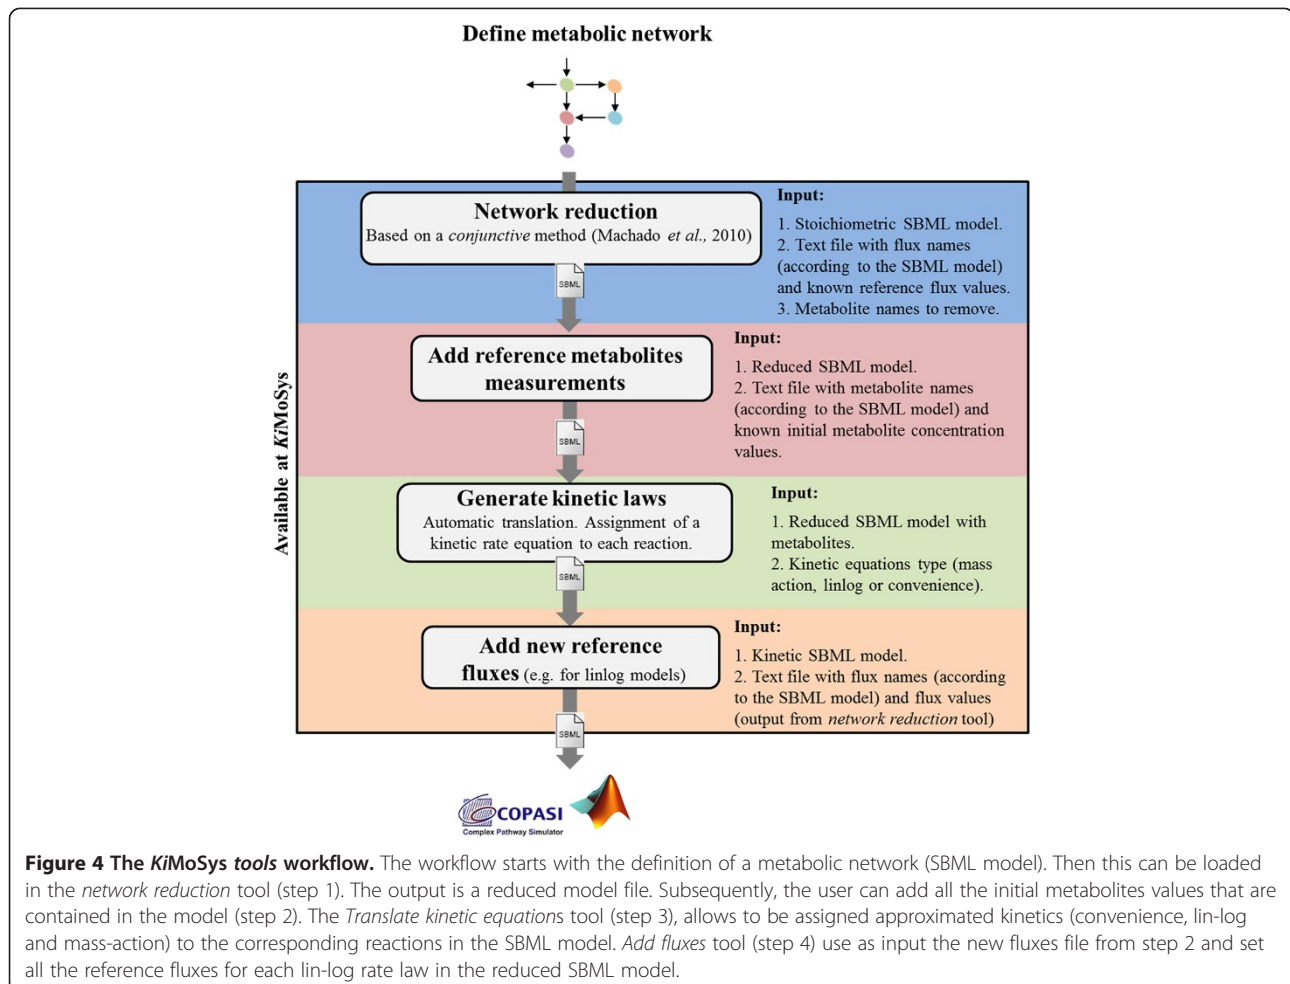 Define metabolic network
Available at KiMoSys
Network reduction
Based on a conjunctive method (Machado et al., 2010)
Input:
1. Stoichiometric SBML model.
2. Text file with flux names
(according to the SBML model)
and known reference flux values.
3. Metabolite names to remove.
SBML
Add reference metabolites
measurements
Input:
1. Reduced SBML model.
2. Text file with metabolite names
(according to the SBML model) and
known initial metabolite concentration
values.
SBML
Generate kinetic laws
Automatic translation. Assignment of a
kinetic rate equation to each reaction.
Input:
1. Reduced SBML model with
metabolites.
2. Kinetic equations type (mass
action, linlog or convenience).
SBML
Add new reference
fluxes (e.g. for linlog models)
Input:
1. Kinetic SBML model.
2. Text file with flux names (according
to the SBML model) and flux values
(output from network reduction tool)
SBML
COPASI
Complex Pathway Simulator
Figure 4 The KiMoSys tools workflow. The workflow starts with the definition of a metabolic network (SBML model). Then this can be loaded
in the network reduction tool (step 1). The output is a reduced model file. Subsequently, the user can add all the initial metabolites values that are
contained in the model (step 2). The Translate kinetic equations tool (step 3), allows to be assigned approximated kinetics (convenience, lin-log
and mass-action) to the corresponding reactions in the SBML model. Add fluxes tool (step 4) use as input the new fluxes file from step 2 and set
all the reference fluxes for each lin-log rate law in the reduced SBML model.